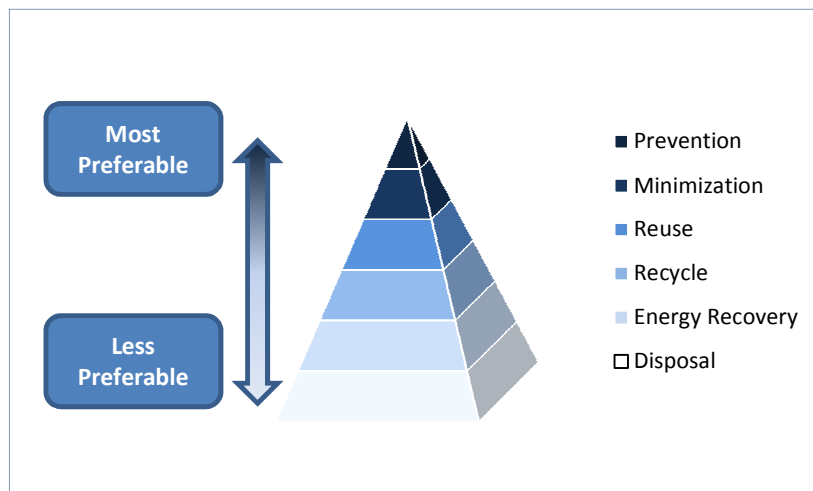 Most
Preferable
Less
Preferable
Prevention
Minimization
Reuse
Recycle
Energy Recovery
Disposal